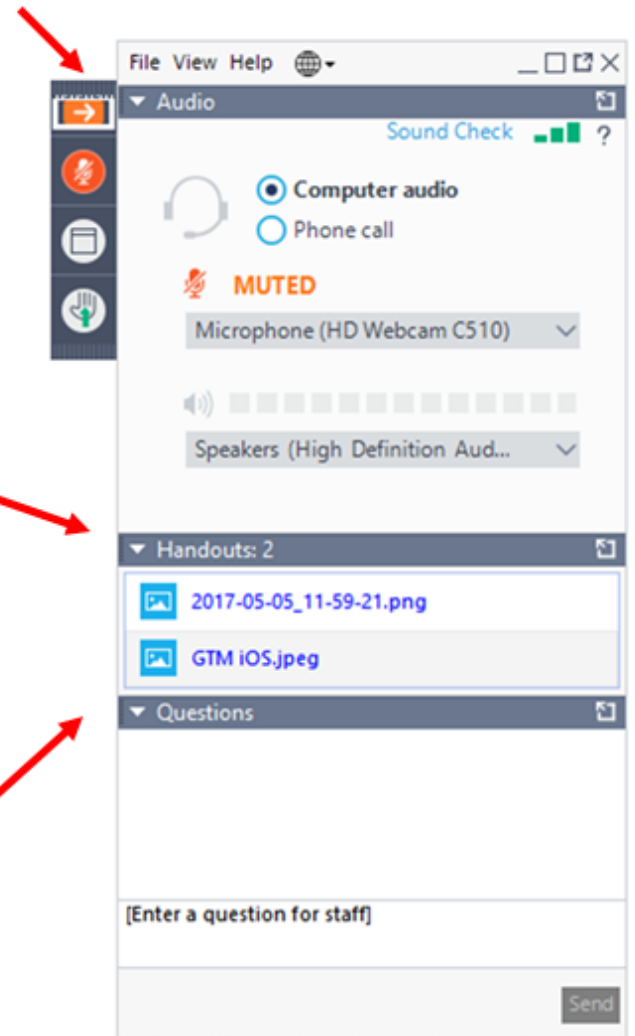 File View Help
Audio
Sound Check ?
Computer audio
Phone call
MUTED
Microphone (HD Webcam C510)
Speakers (High Definition Aud...
Handouts: 2
2017-05-05_11-59-21.png
GTM iOS.jpeg
Questions
[Enter a question for staff]
Send